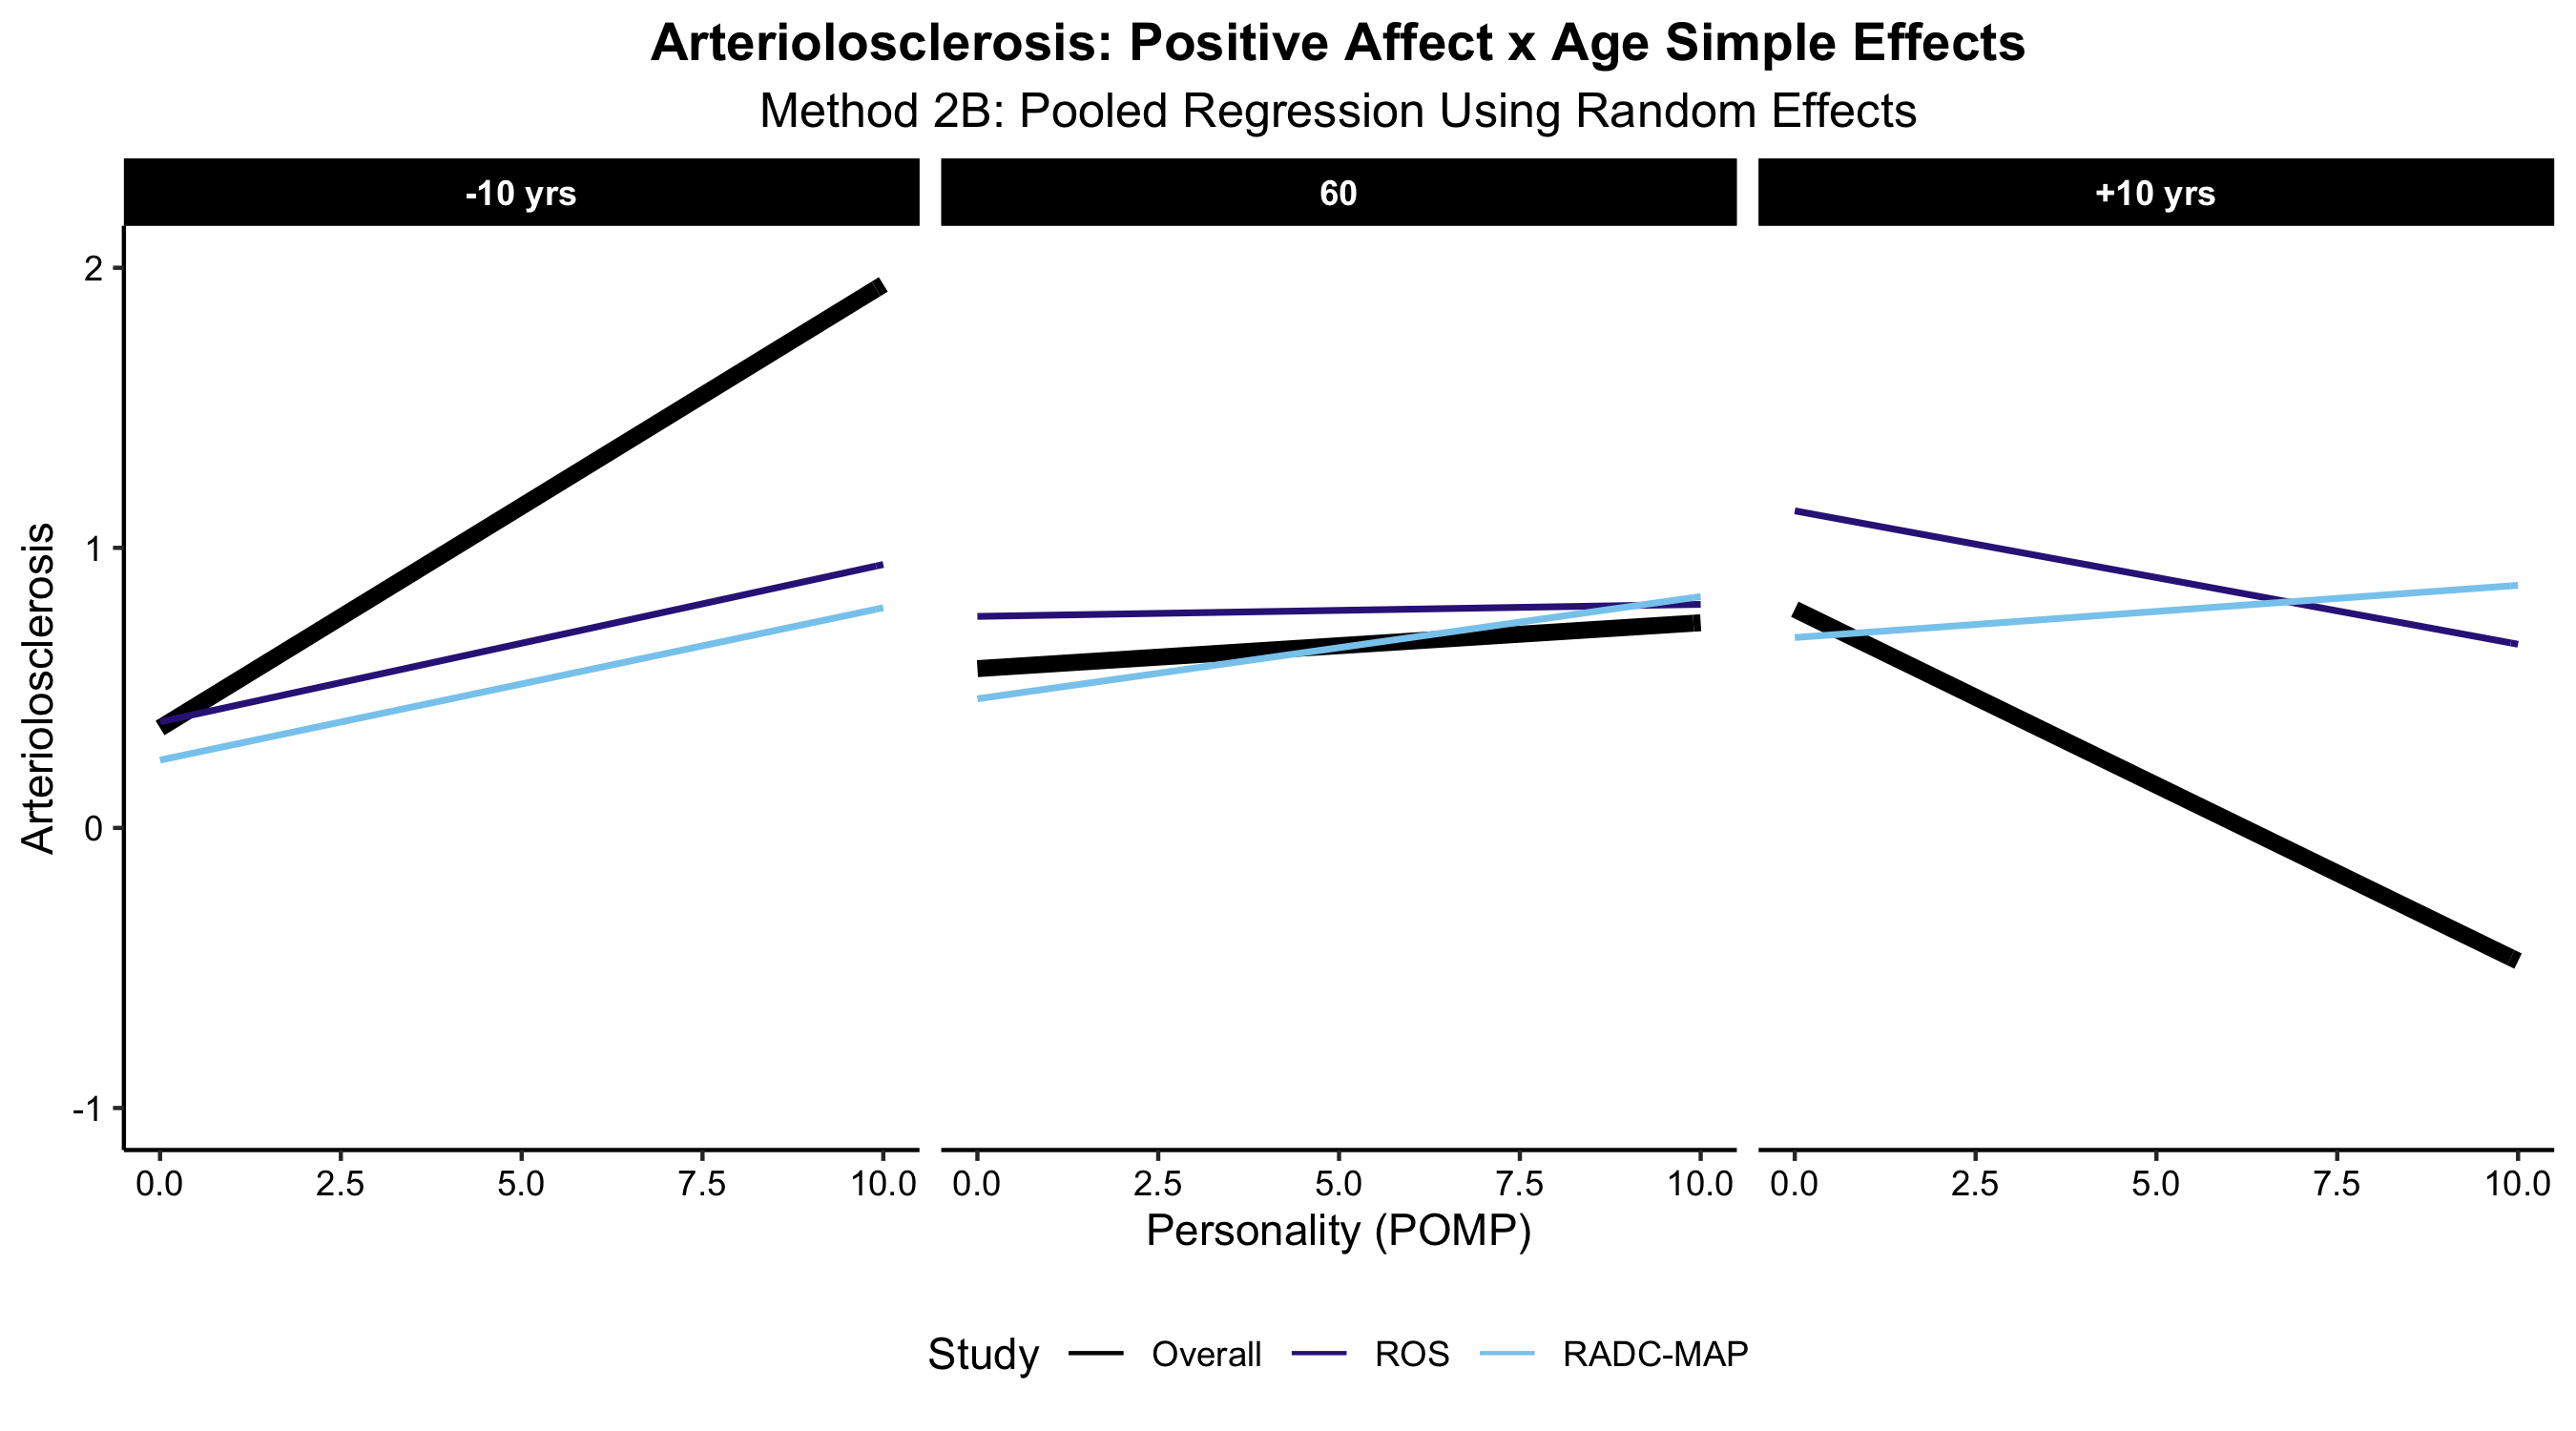 Arteriolosclerosis: Positive Affect x Age Simple Effects
Method 2B: Pooled Regression Using Random Effects
-10 yrs 60 +10 yrs
Arteriolosclerosis
2
1
0
-1
0.0 2.5 5.0 7.5 10.0 0.0 2.5 5.0 7.5 10.0 0.0 2.5 5.0 7.5 10.0
Personality (POMP)
Study Overall ROS RADC-MAP